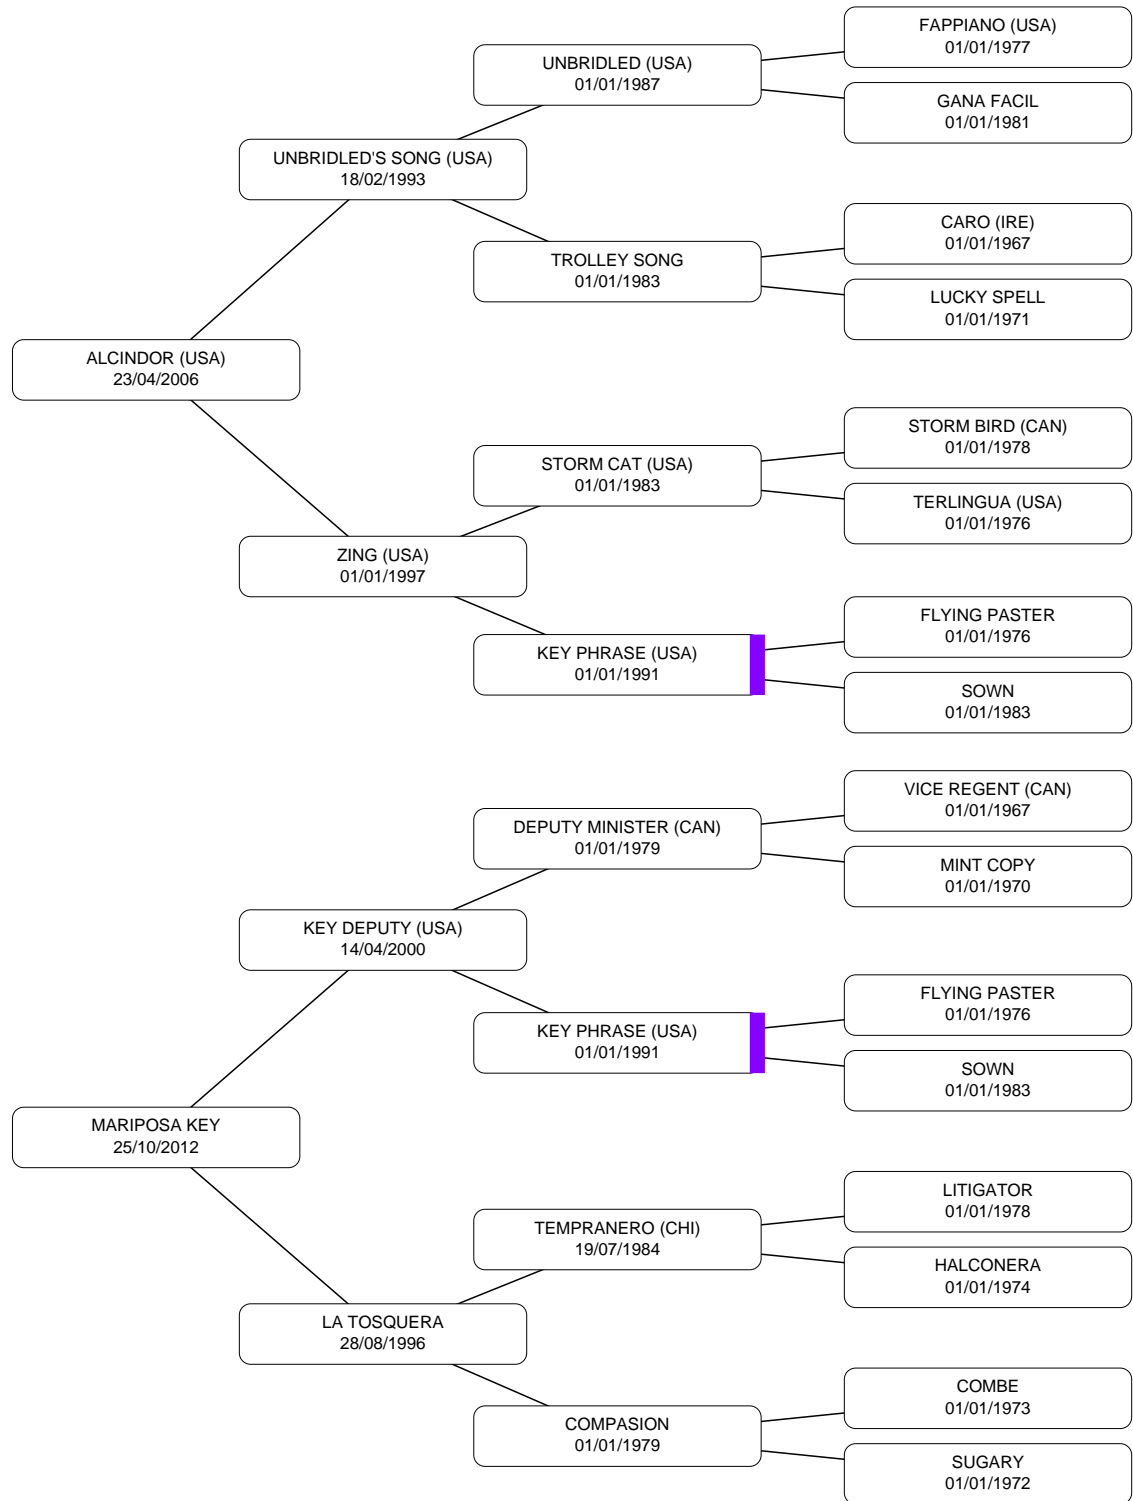 FAPPIANO (USA)
01/01/1977
UNBRIDLED (USA)
01/01/1987
GANA FACIL
01/01/1981
UNBRIDLED'S SONG (USA)
18/02/1993
CARO (IRE)
01/01/1967
TROLLEY SONG
01/01/1983
LUCKY SPELL
01/01/1971
ALCINDOR (USA)
23/04/2006
STORM BIRD (CAN)
01/01/1978
STORM CAT (USA)
01/01/1983
TERLINGUA (USA)
01/01/1976
ZING (USA)
01/01/1997
FLYING PASTER
01/01/1976
KEY PHRASE (USA)
01/01/1991
SOWN
01/01/1983
VICE REGENT (CAN)
01/01/1967
DEPUTY MINISTER (CAN)
01/01/1979
MINT COPY
01/01/1970
KEY DEPUTY (USA)
14/04/2000
FLYING PASTER
01/01/1976
KEY PHRASE (USA)
01/01/1991
SOWN
01/01/1983
MARIPOSA KEY
25/10/2012
LITIGATOR
01/01/1978
TEMPRANERO (CHI)
19/07/1984
HALCONERA
01/01/1974
LA TOSQUERA
28/08/1996
COMBE
01/01/1973
COMPASION
01/01/1979
SUGARY
01/01/1972